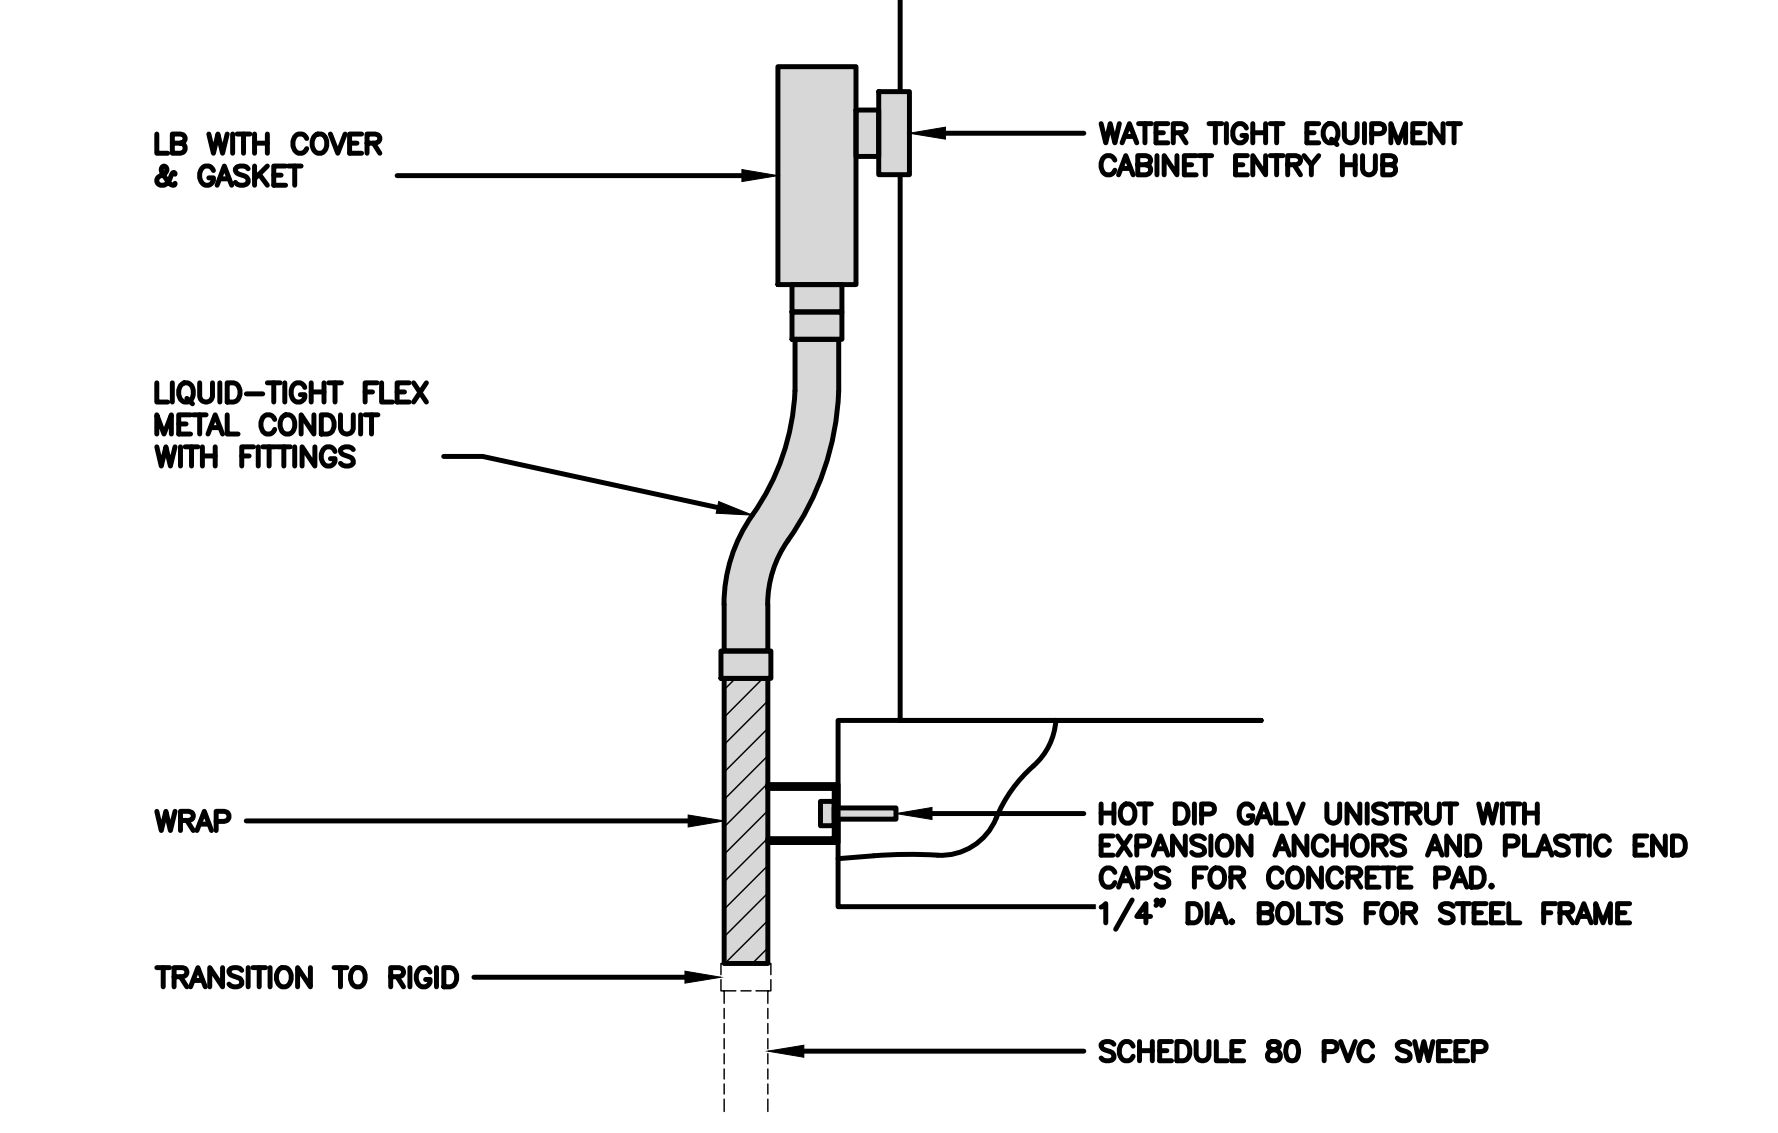 LB WITH COVER
& GASKET
WATER TIGHT EQUIPMENT
CABINET ENTRY HUB
LIQUID-TIGHT FLEX
METAL CONDUIT
WITH FITTINGS
WRAP
HOT DIP GALV UNISTRUT WITH
EXPANSION ANCHORS AND PLASTIC END
CAPS FOR CONCRETE PAD.
1/4" DIA. BOLTS FOR STEEL FRAME
TRANSITION TO RIGID
SCHEDULE 80 PVC SWEEP